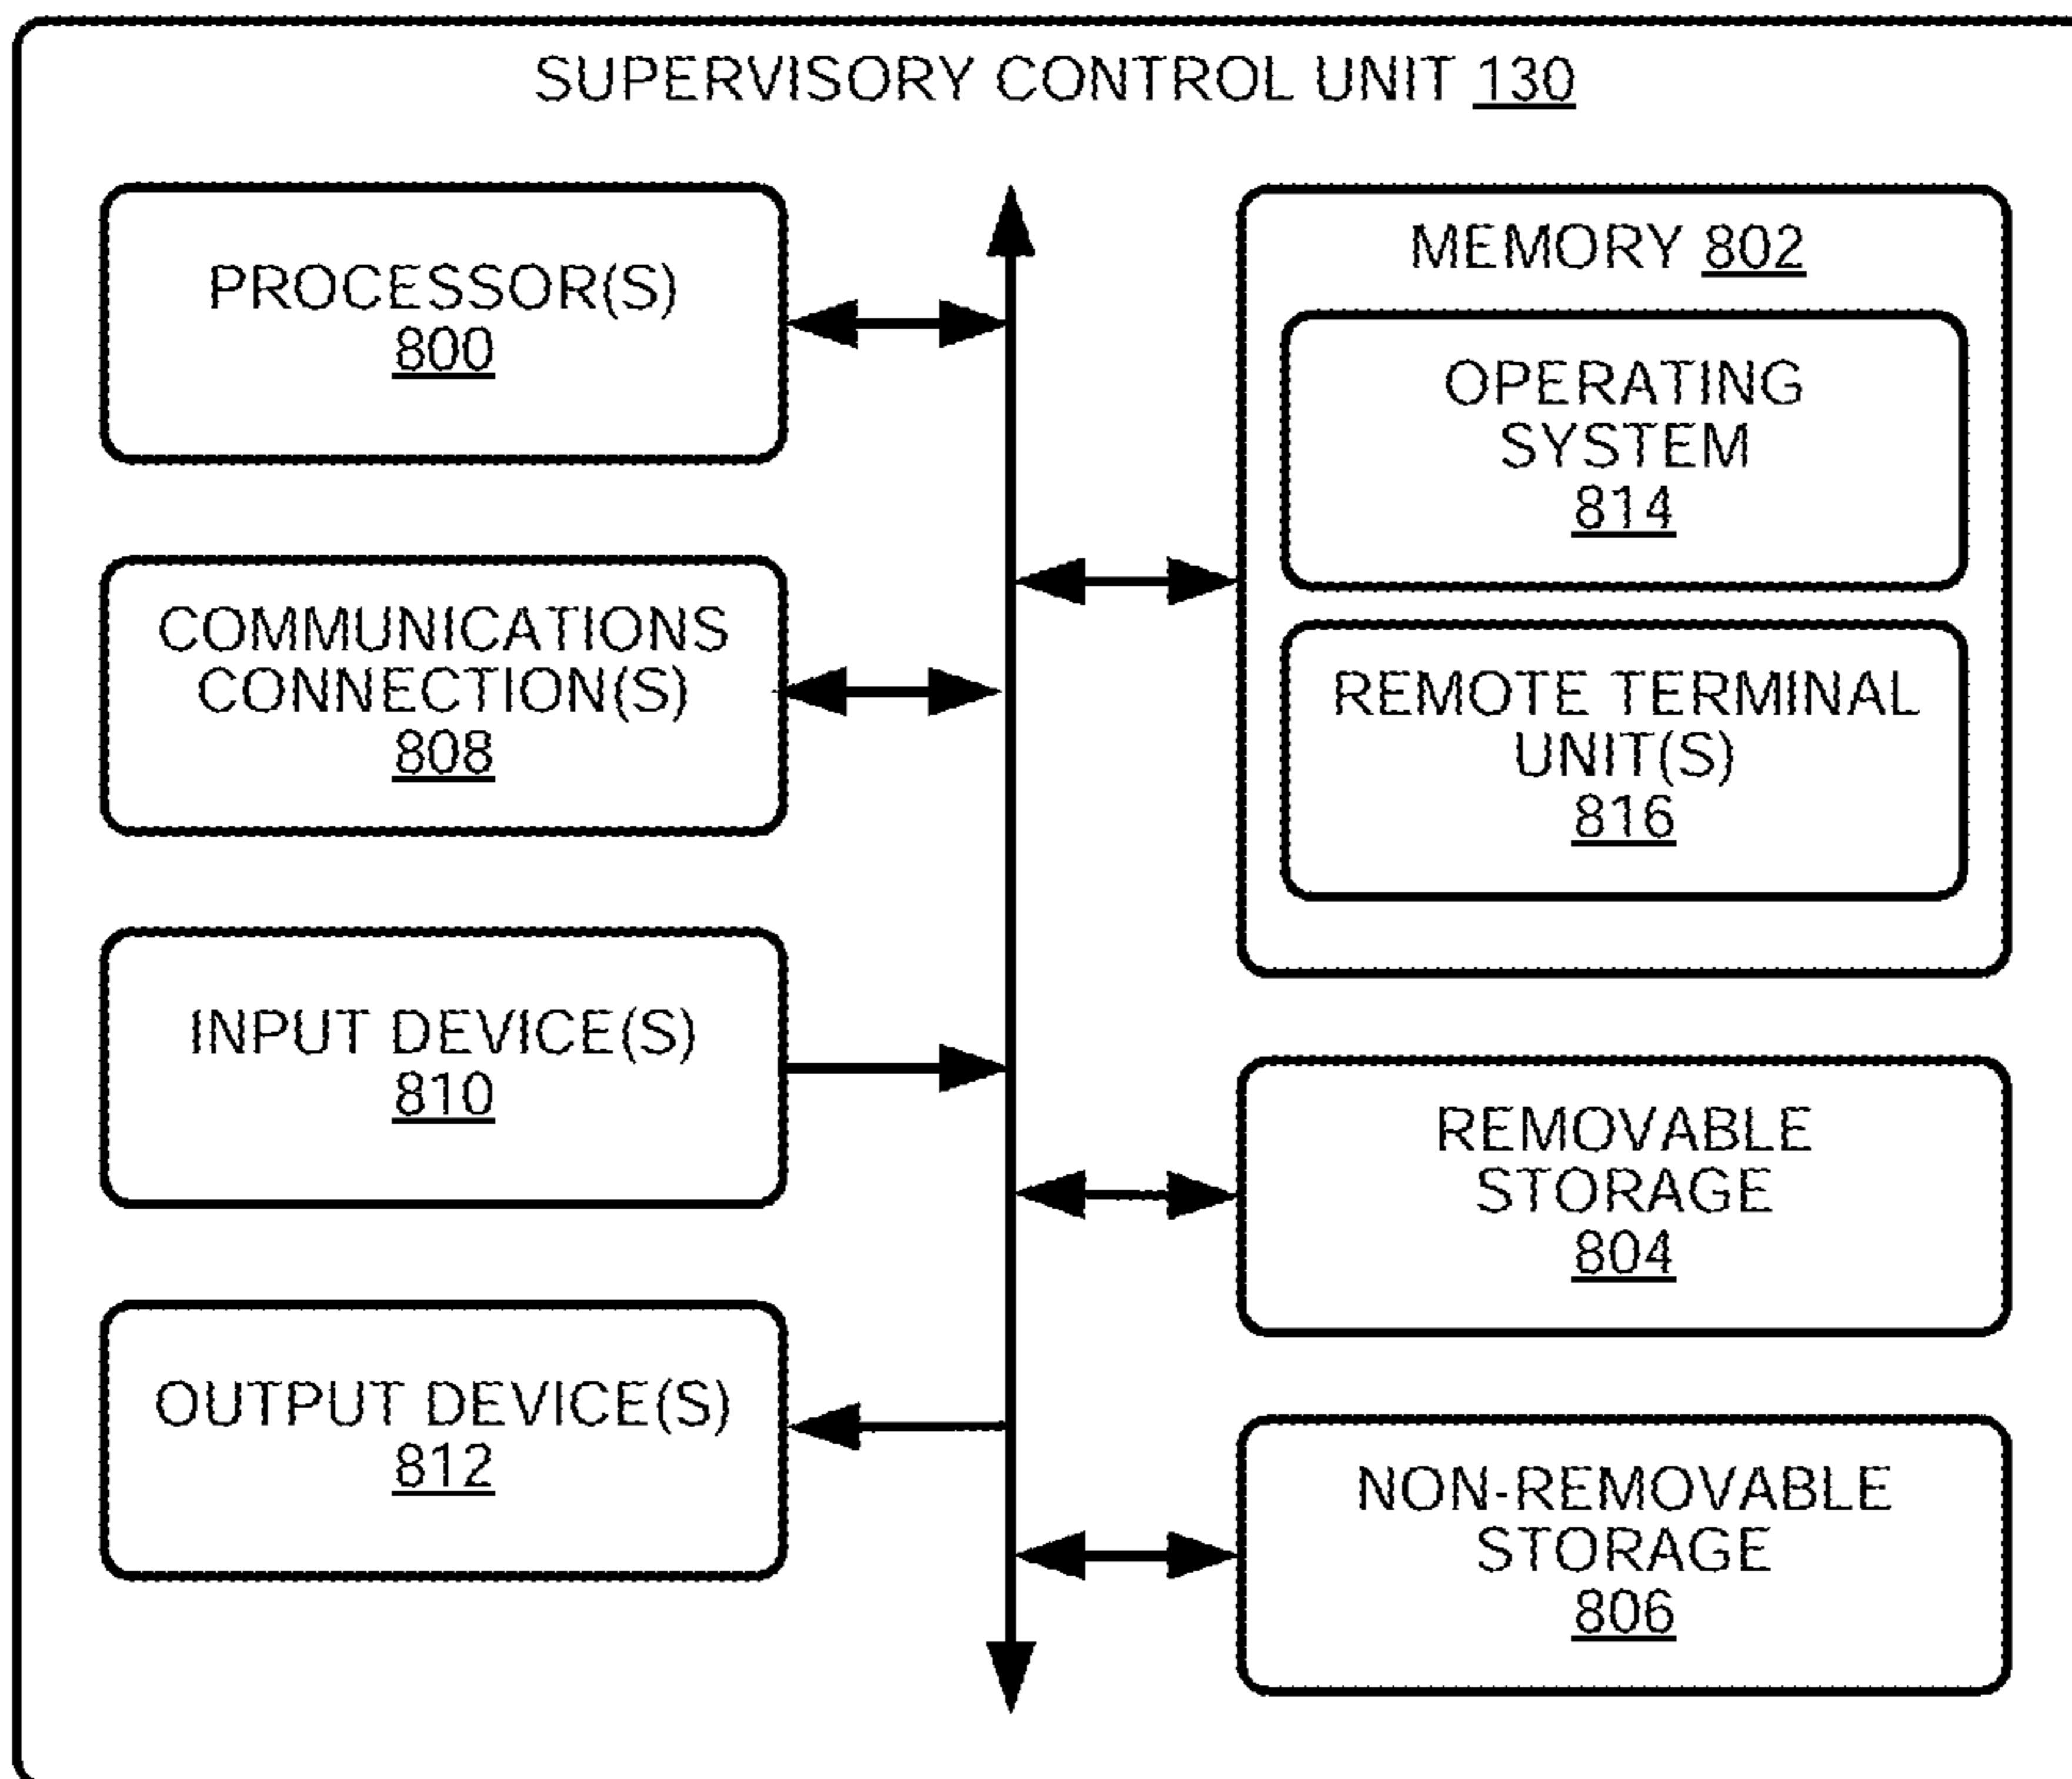 SUPERVISORY CONTROL UNIT 130
PROCESSOR(S)
800
COMMUNICATIONS
CONNECTION(S)
808
INPUT DEVICE(S)
810
OUTPUT DEVICE(S)
812
MEMORY 802
OPERATING
SYSTEM
814
REMOTE TERMINAL
UNIT(S)
816
REMOVABLE
STORAGE
804
NON-REMOVABLE
STORAGE
806